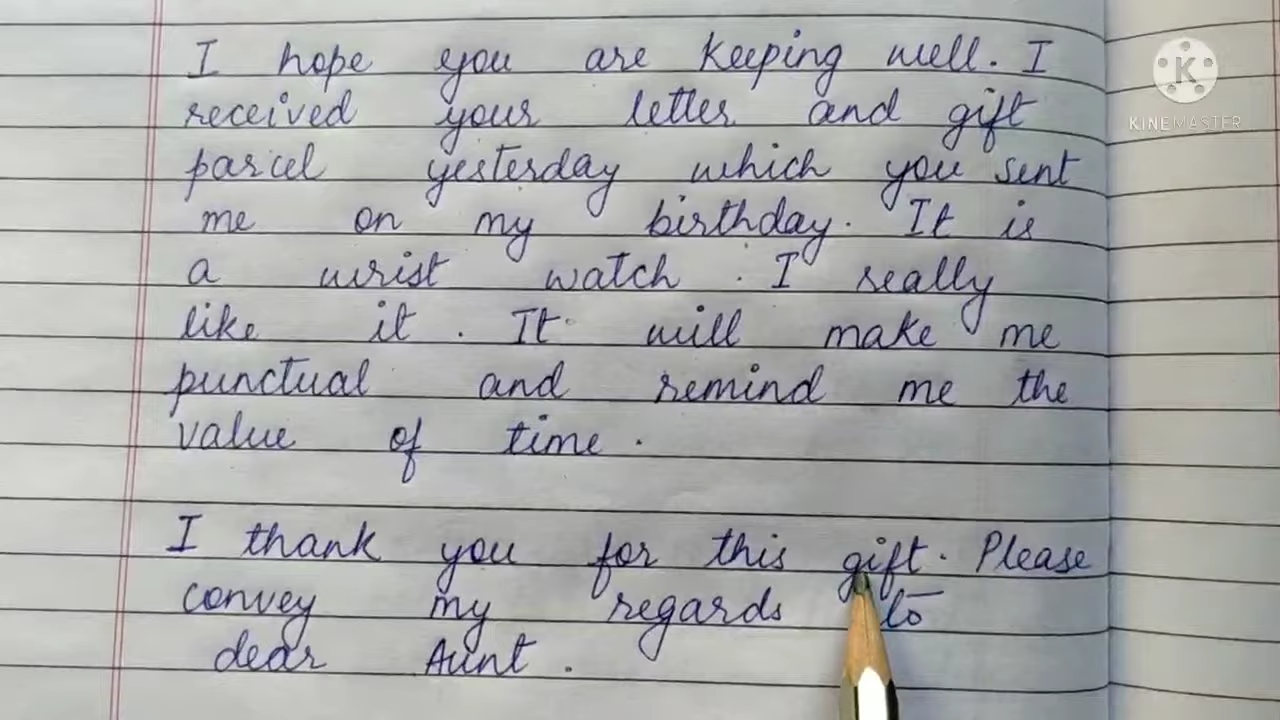 I hope you are keeping well. I
received your letter and gift
parcel yesterday which you sent
me on my birthday. It is
a wrist watch. I really
like it. It will make me
punctual and remind me the
value of time.
I thank you for this gift. Please
convey my regards to
dear Aunt.
K
KINEMASTER